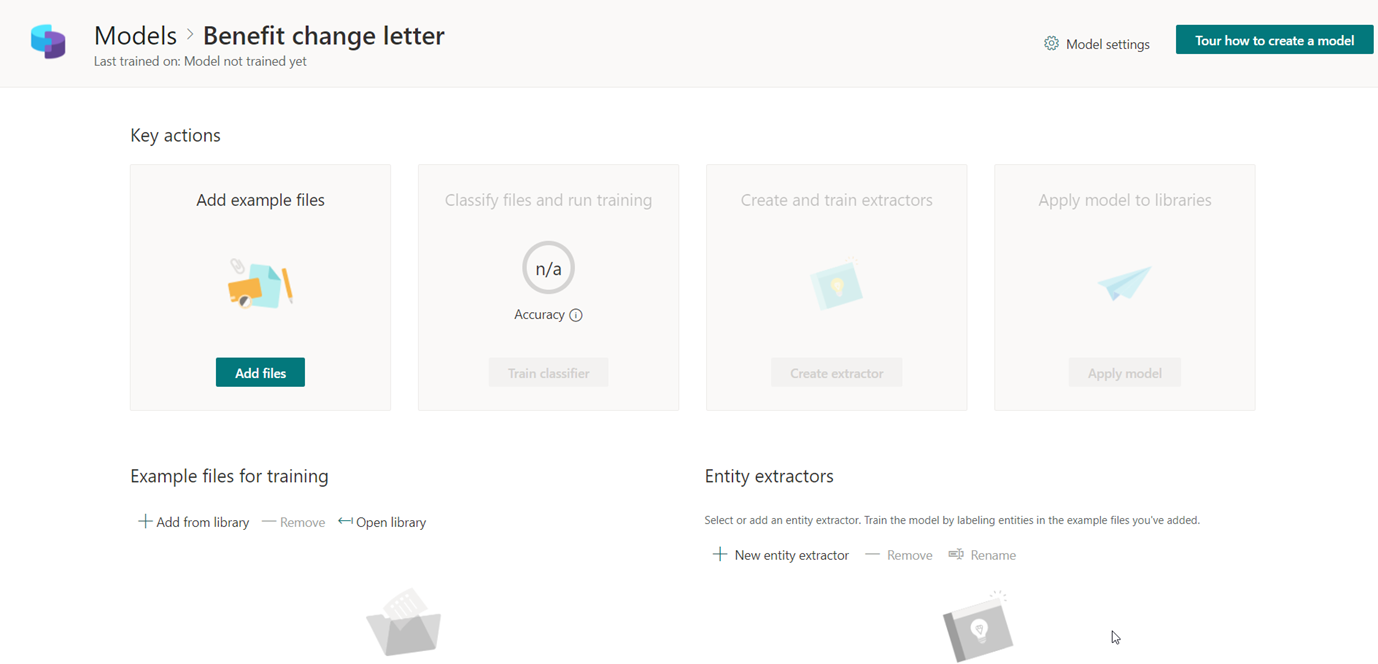 Models > Benefit change letter
Last trained on: Model not trained yet
Model settings
Tour how to create a model
Key actions
Add example files
Classify files and run training
Create and train extractors
Apply model to libraries
n/a
Accuracy
Add files
Train classifier
Create extractor
Apply model
Example files for training
Entity extractors
Add from library
Remove
Open library
Select or add an entity extractor. Train the model by labeling entities in the example files you've added.
New entity extractor
Remove
Rename